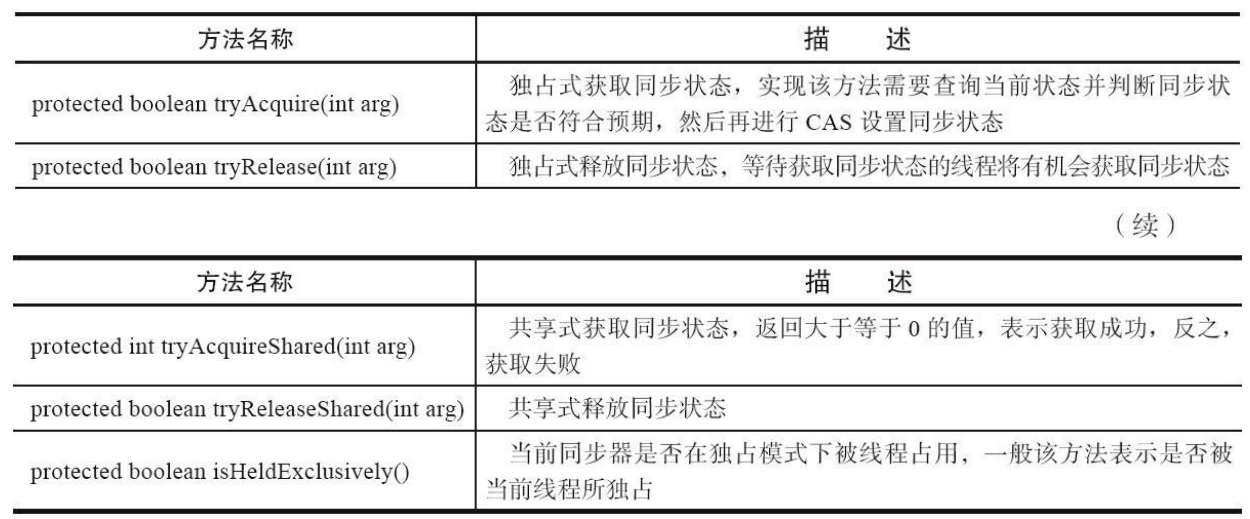 方法名称 描 述
protected boolean tryAcquire(int arg) 独占式获取同步状态，实现该方法需要查询当前状态并判断同步状
态是否符合预期，然后再进行 CAS 设置同步状态
protected boolean tryRelease(int arg) 独占式释放同步状态，等待获取同步状态的线程将有机会获取同步状态
（续）
方法名称 描 述
protected int tryAcquireShared(int arg) 共享式获取同步状态，返回大于等于 0 的值，表示获取成功，反之，
获取失败
protected boolean tryReleaseShared(int arg) 共享式释放同步状态
protected boolean isHeldExclusively() 当前同步器是否在独占模式下被线程占用，一般该方法表示是否被
当前线程所独占